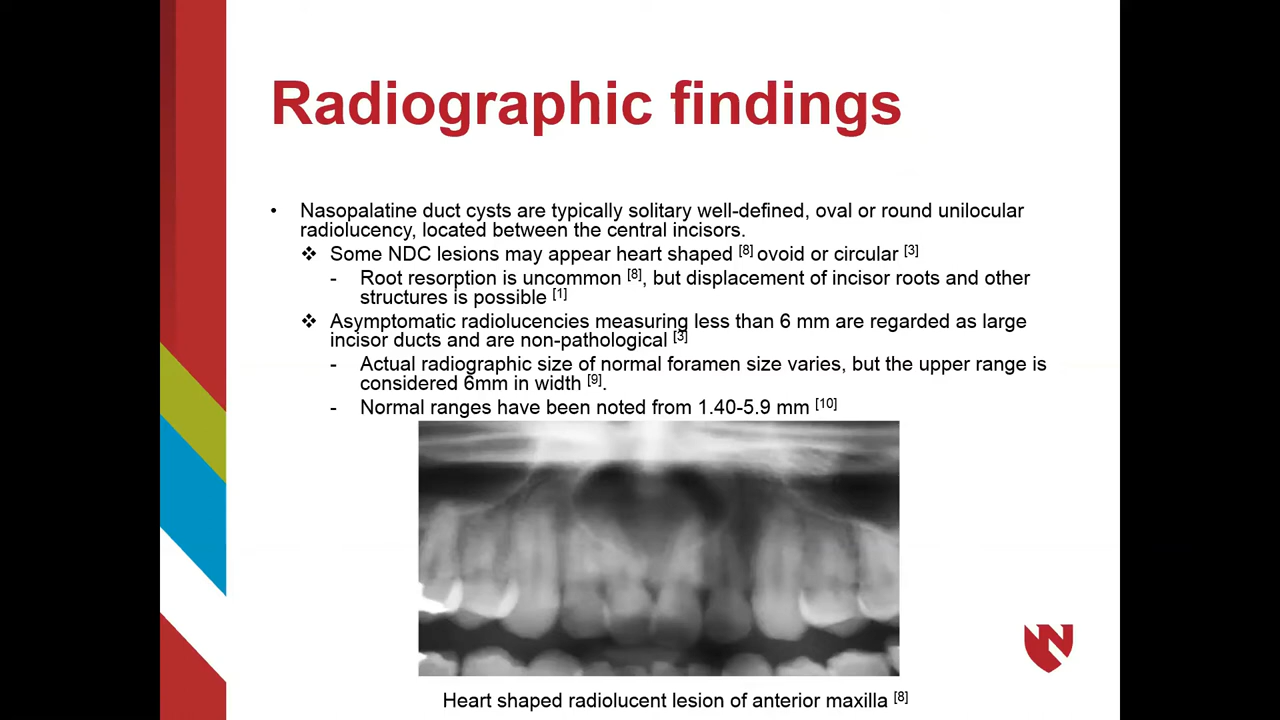 Radiographic findings
• Nasopalatine duct cysts are typically solitary well-defined, oval or round unilocular
radiolucency, located between the central incisors.
❖ Some NDC lesions may appear heart shaped [8] ovoid or circular [3]
- Root resorption is uncommon [8], but displacement of incisor roots and other
structures is possible [1]
❖ Asymptomatic radiolucencies measuring less than 6 mm are regarded as large
incisor ducts and are non-pathological [3]
- Actual radiographic size of normal foramen size varies, but the upper range is
considered 6mm in width [9].
- Normal ranges have been noted from 1.40-5.9 mm [10]
Heart shaped radiolucent lesion of anterior maxilla [8]